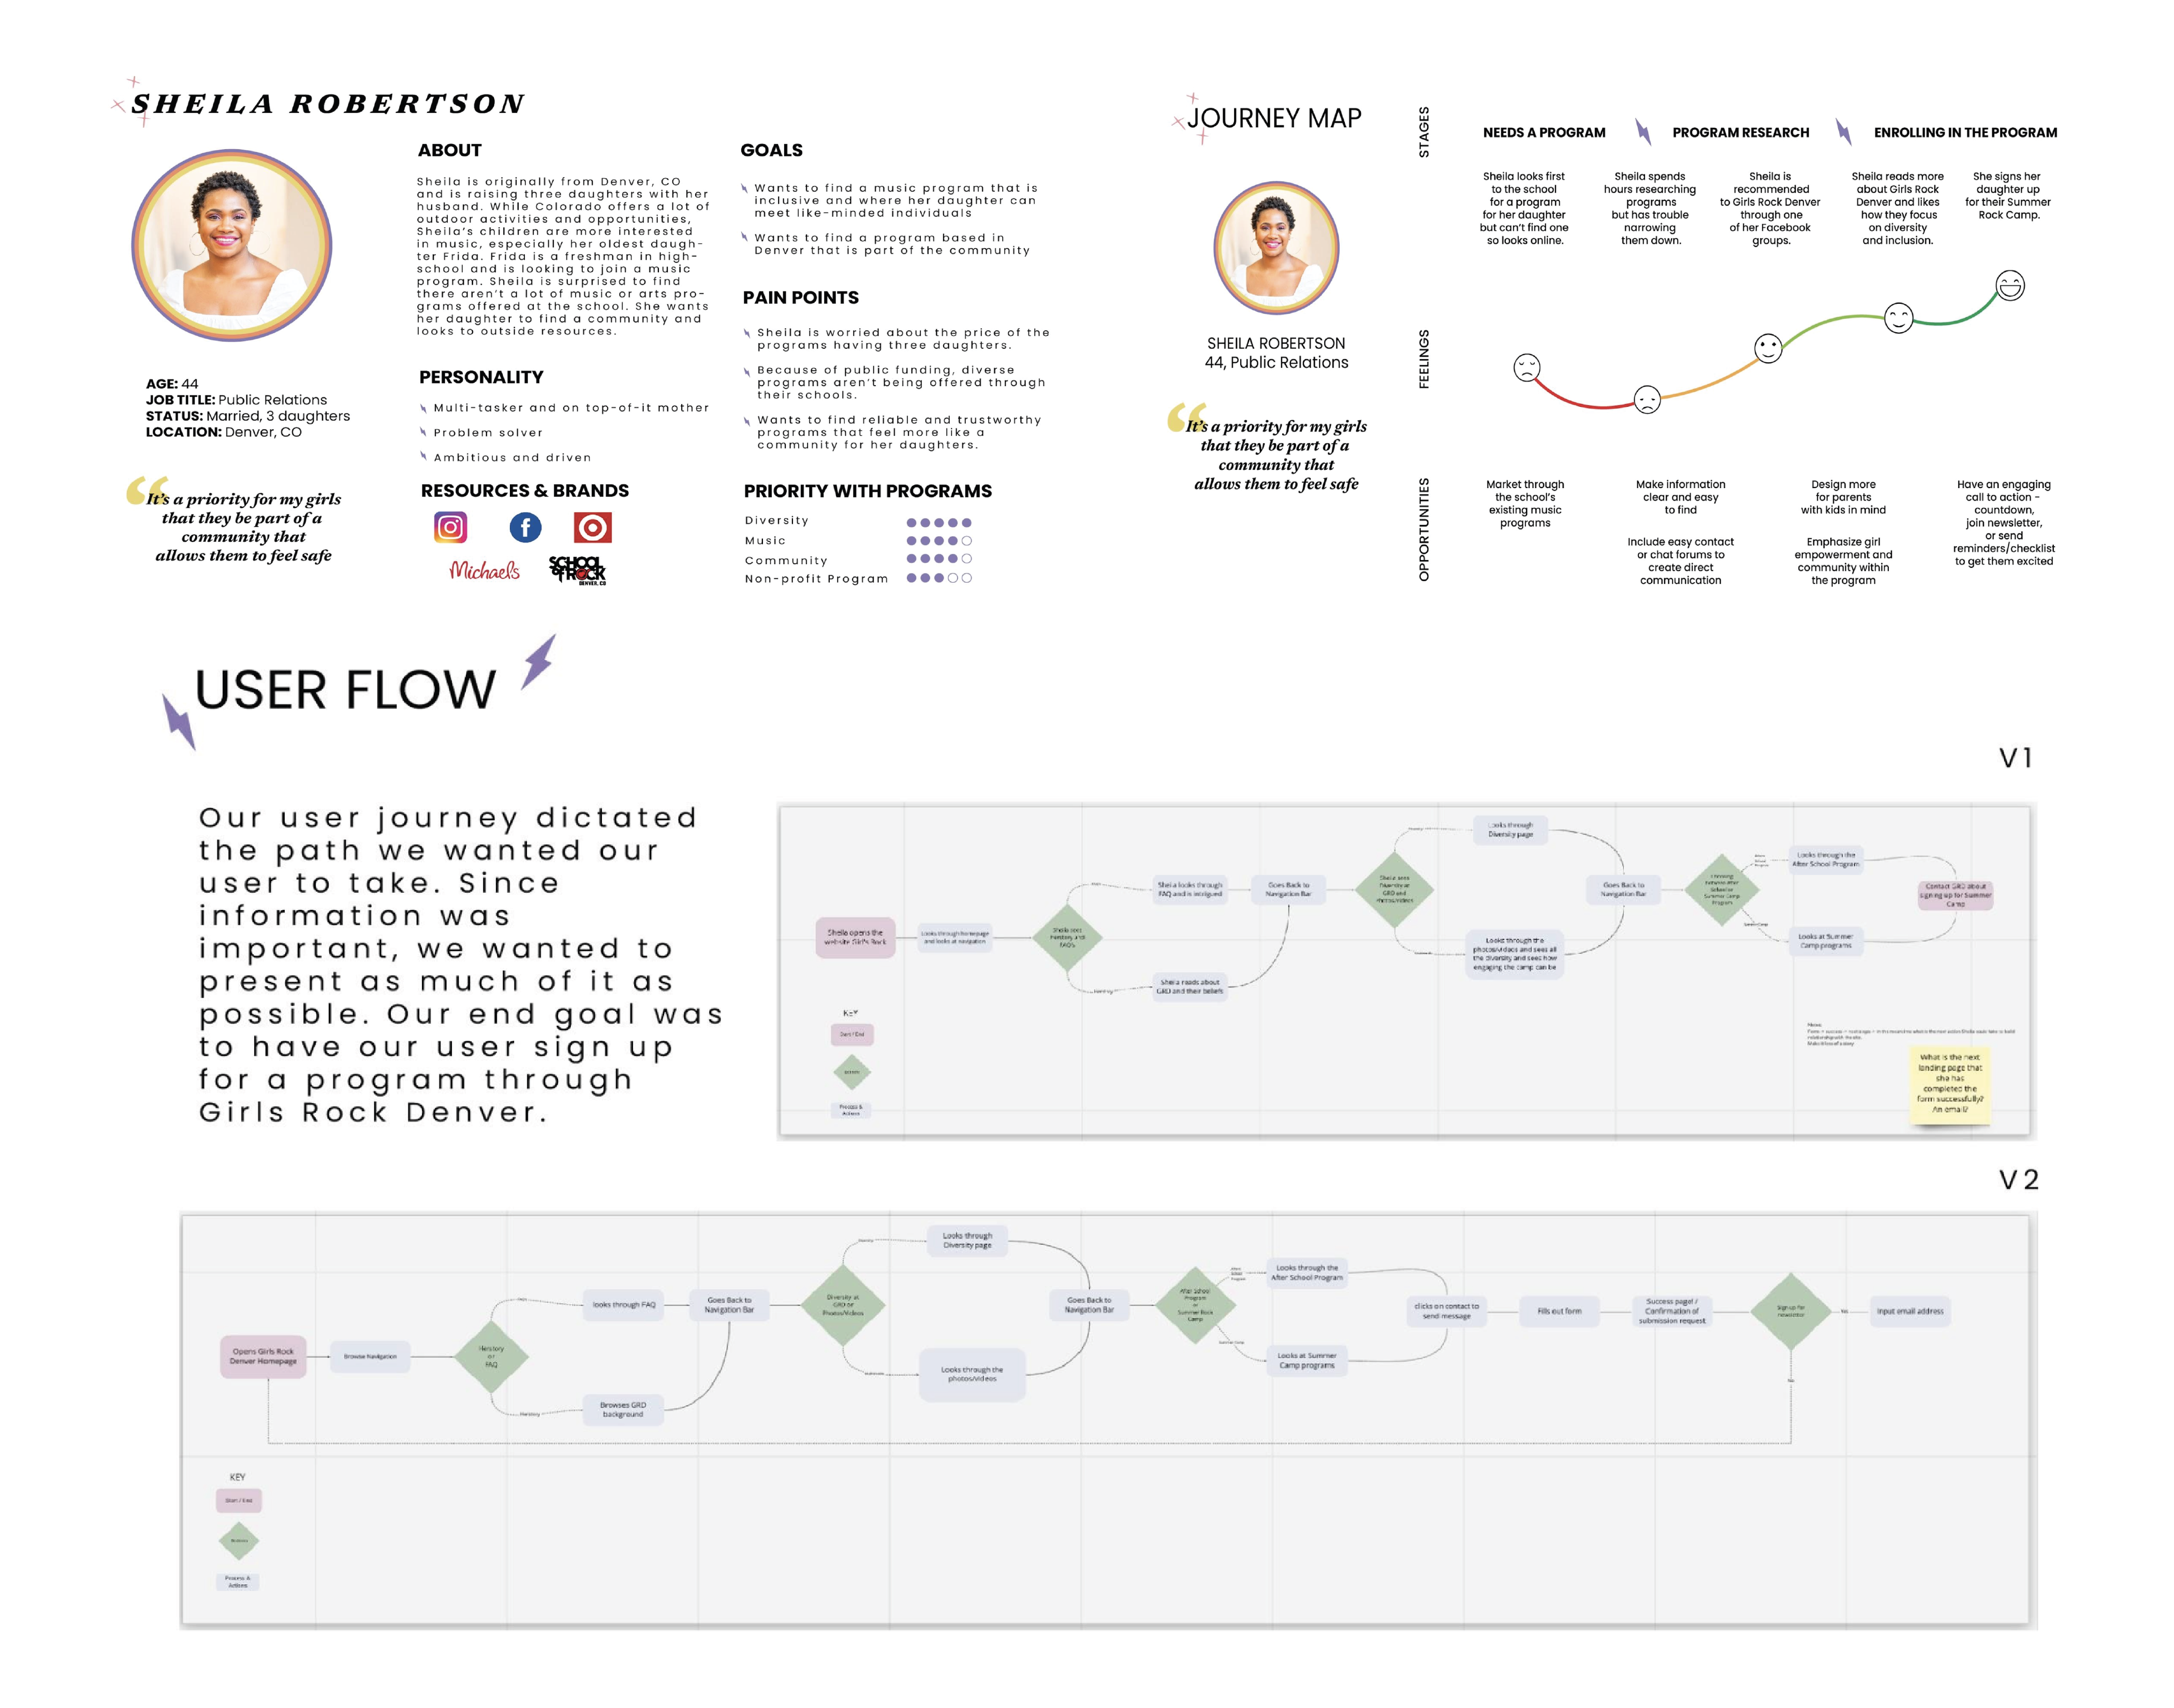 SHEILA ROBERTSON
AGE: 44
JOB TITLE: Public Relations
STATUS: Married, 3 daughters
LOCATION: Denver, CO
“It’s a priority for my girls
that they be part of a
community that
allows them to feel safe
ABOUT
Sheila is originally from Denver, CO
and is raising three daughters with her
husband. While Colorado offers a lot of
outdoor activities and opportunities,
Sheila’s children are more interested
in music, especially her oldest daugh-
ter Frida. Frida is a freshman in high-
school and is looking to join a music
program. Sheila is surprised to find
there aren’t a lot of music or arts pro-
grams offered at the school. She wants
her daughter to find a community and
looks to outside resources.
PERSONALITY
Multi-tasker and on top-of-it mother
Problem solver
Ambitious and driven
RESOURCES & BRANDS
Michaels
SCHOOL
OF ROCK
DENVER, CO
GOALS
Wants to find a music program that is
inclusive and where her daughter can
meet like-minded individuals
Wants to find a program based in
Denver that is part of the community
PAIN POINTS
Sheila is worried about the price of the
programs having three daughters.
Because of public funding, diverse
programs aren’t being offered through
their schools.
Wants to find reliable and trustworthy
programs that feel more like a
community for her daughters.
PRIORITY WITH PROGRAMS
Diversity
Music
Community
Non-profit Program
JOURNEY MAP
SHEILA ROBERTSON
44, Public Relations
“It’s a priority for my girls
that they be part of a
community that
allows them to feel safe
STAGES
NEEDS A PROGRAM
PROGRAM RESEARCH
ENROLLING IN THE PROGRAM
Sheila looks first
to the school
for a program
for her daughter
but can’t find one
so looks online.
Sheila spends
hours researching
programs
but has trouble
narrowing
them down.
Sheila is
recommended
to Girls Rock Denver
through one
of her Facebook
groups.
Sheila reads more
about Girls Rock
Denver and likes
how they focus
on diversity
and inclusion.
She signs her
daughter up
for their Summer
Rock Camp.
FEELINGS
OPPORTUNITIES
Market through
the school’s
existing music
programs
Make information
clear and easy
to find
Include easy contact
or chat forums to
create direct
communication
Design more
for parents
with kids in mind
Emphasize girl
empowerment and
community within
the program
Have an engaging
call to action -
countdown,
join newsletter,
or send
reminders/checklist
to get them excited
USER FLOW
Our user journey dictated
the path we wanted our
user to take. Since
information was
important, we wanted to
present as much of it as
possible. Our end goal was
to have our user sign up
for a program through
Girls Rock Denver.
V1
Sheila opens the
website Girl's Rock
Looks through homepage
and looks at navigation
Sheila sees
Herstory and
FAQ's
Sheila looks through
FAQ and is intrigued
Sheila reads about
GRD and their beliefs
Goes Back to
Navigation Bar
Sheila sees
Diversity at
GRD and
Photos/videos
Looks through
Diversity page
Looks through the
photos/videos and sees all
the diversity and sees how
engaging the camp can be
Goes Back to
Navigation Bar
Looks through the
After School Program
Looks at Summer
Camp programs
Contact GRD about
signing up for Summer
Camp
KEY
Start / End
Process &
Actions
What is the next
landing page that
she has
completed the
form successfully?
An email?
V2
Opens Girls Rock
Denver Homepage
Browse Navigation
Herstory
or
FAQ
looks through FAQ
Browses GRD
background
Goes Back to
Navigation Bar
Diversity at
GRD or
Photos/Videos
Looks through
Diversity page
Looks through the
photos/videos
Goes Back to
Navigation Bar
After School
Program
or
Summer Rock
Camp
Looks through the
After School Program
Looks at Summer
Camp programs
clicks on contact to
send message
Fills out form
Success page! /
Confirmation of
submission request
Sign up for
newsletter
Input email address
KEY
Start / End
Process &
Actions